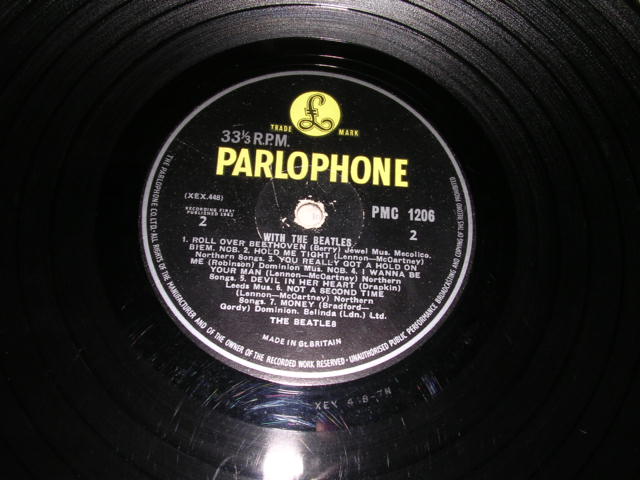 £
TRADE MARK
33⅓ R.P.M.
PARLOPHONE
(XEX.448)
PMC 1206
RECORDING FIRST
PUBLISHED 1963
2
2
WITH THE BEATLES
1. ROLL OVER BEETHOVEN (Berry) Jewel Mus. Mecolico.
BIEM. NCB. 2. HOLD ME TIGHT (Lennon—McCartney)
Northern Songs. 3. YOU REALLY GOT A HOLD ON
ME (Robinson) Dominion Mus. NCB. 4. I WANNA BE
YOUR MAN (Lennon—McCartney) Northern
Songs. 5. DEVIL IN HER HEART (Drapkin)
Leeds Mus. 6. NOT A SECOND TIME
(Lennon—McCartney) Northern
Songs. 7. MONEY (Bradford—
Gordy) Dominion. Belinda (Ldn.) Ltd.
THE BEATLES
MADE IN Gt. BRITAIN
THE PARLOPHONE CO LTD. ALL RIGHTS OF THE MANUFACTURER AND OF THE OWNER OF THE RECORDED WORK RESERVED · UNAUTHORISED PUBLIC PERFORMANCE BROADCASTING AND COPYING OF THIS RECORD PROHIBITED